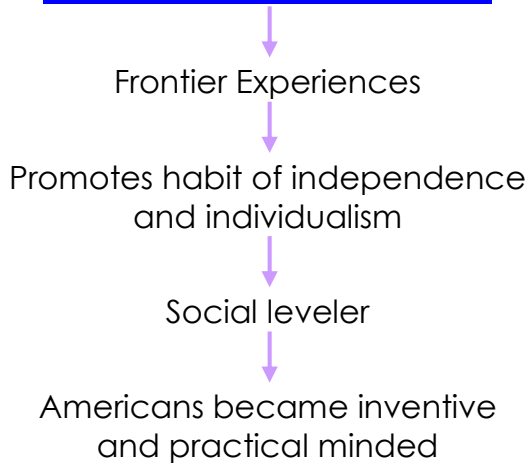 Frontier Experiences
Promotes habit of independence
and individualism
Social leveler
Americans became inventive
and practical minded